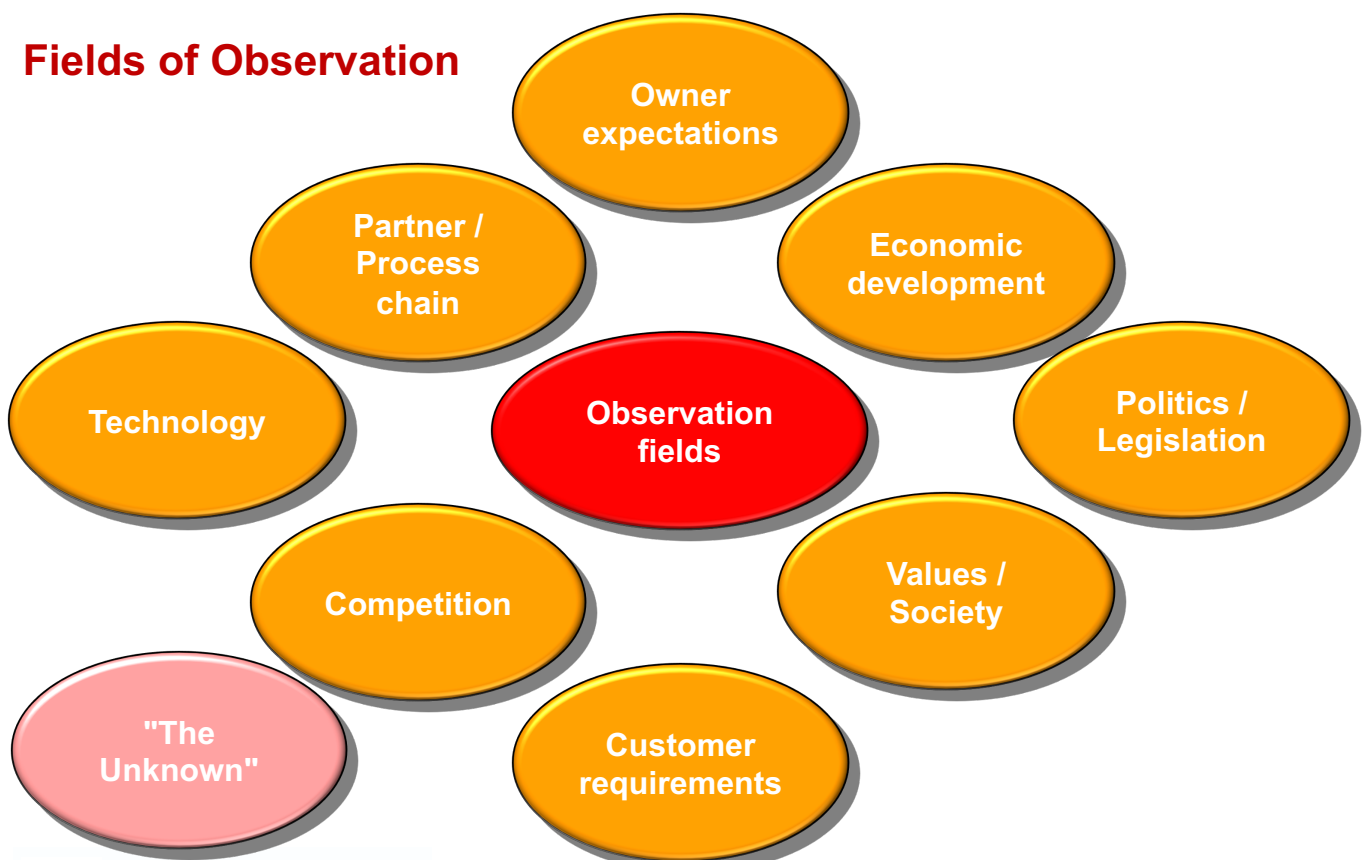 Fields of Observation
Owner
expectations
Partner /
Process
chain
Economic
development
Technology
Observation
fields
Politics /
Legislation
Competition
Values /
Society
"The
Unknown"
Customer
requirements